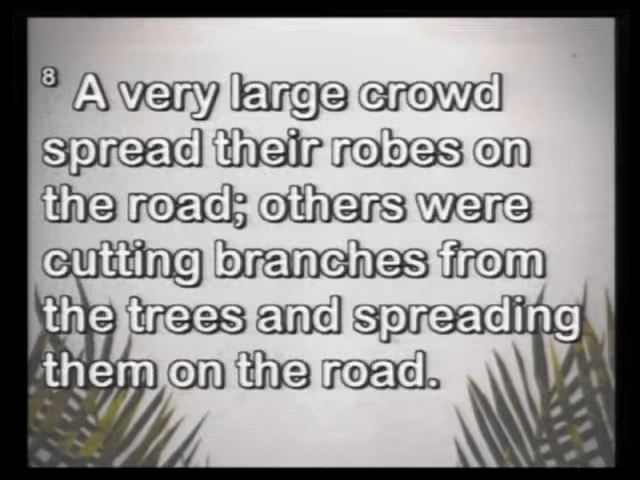 8 A very large crowd
spread their robes on
the road; others were
cutting branches from
the trees and spreading
them on the road.